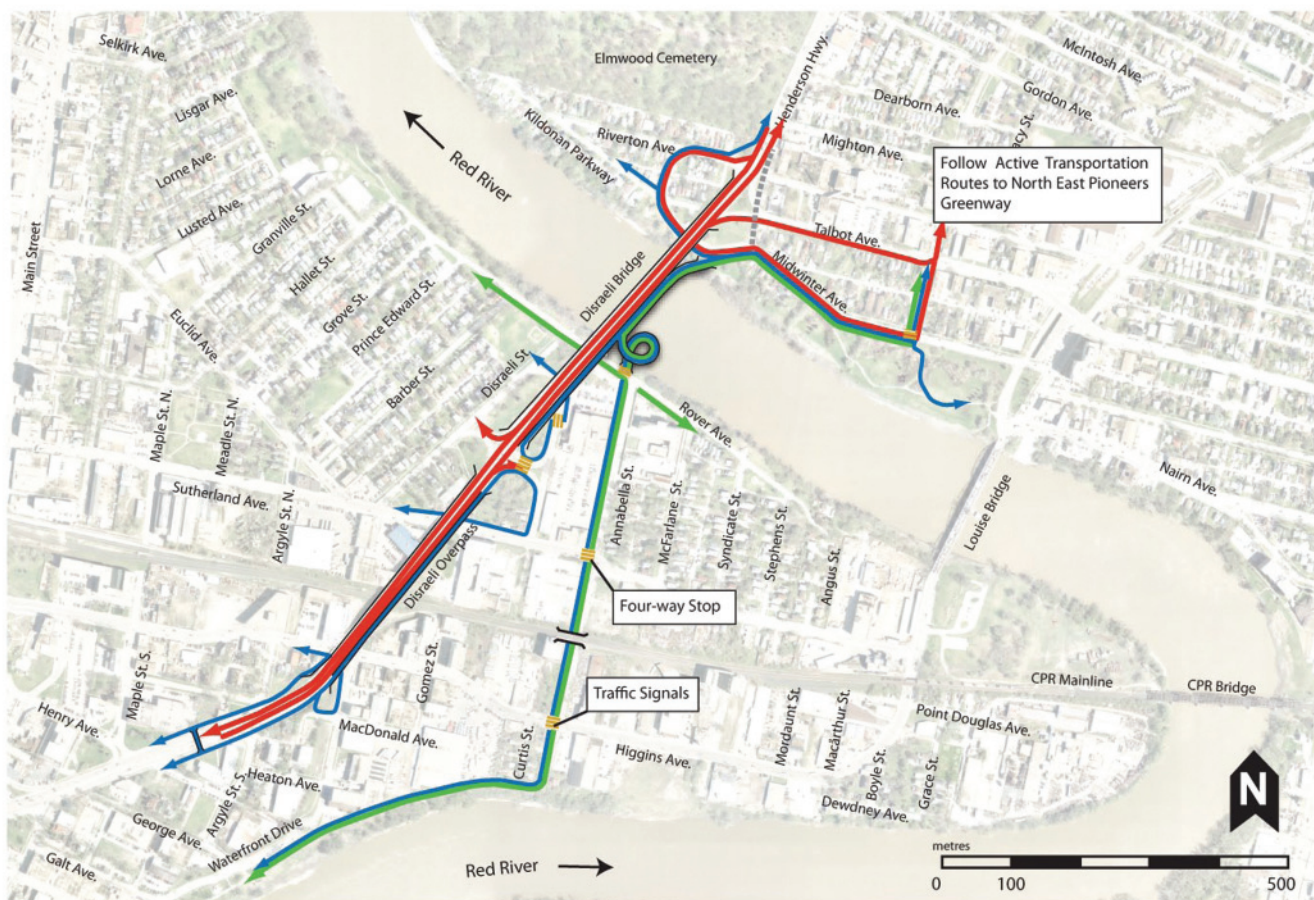 Selkirk Ave.
Elmwood Cemetery
Henderson Hwy.
McIntosh Ave.
Gordon Ave.
Dearborn Ave.
Lisgar Ave.
Kildonan Parkway
Riverton Ave.
Mighton Ave.
Red River
Lorne Ave.
Follow Active Transportation
Routes to North East Pioneers
Greenway
Lusted Ave.
Granville St.
Talbot Ave.
Main Street
Hallet St.
Disraeli Bridge
Midwinter Ave.
Grove St.
Prince Edward St.
Euclid Ave.
Barber St.
Disraeli St.
Rover Ave.
Maple St. N.
Meadle St. N.
Nairn Ave.
Sutherland Ave.
Argyle St. N.
Annabella St.
McFarlane St.
Syndicate St.
Stephens St.
Angus St.
Louise Bridge
Disraeli Overpass
Four-way Stop
Maple St. S.
Gomez St.
Traffic Signals
CPR Mainline
CPR Bridge
Henry Ave.
MacDonald Ave.
Curtis St.
Higgins Ave.
Mordaunt St.
Macarthur St.
Point Douglas Ave.
Boyle St.
Grace St.
Heaton Ave.
Argyle St. S.
Dewdney Ave.
George Ave.
Waterfront Drive
Galt Ave.
Red River
N
metres
0 100 500